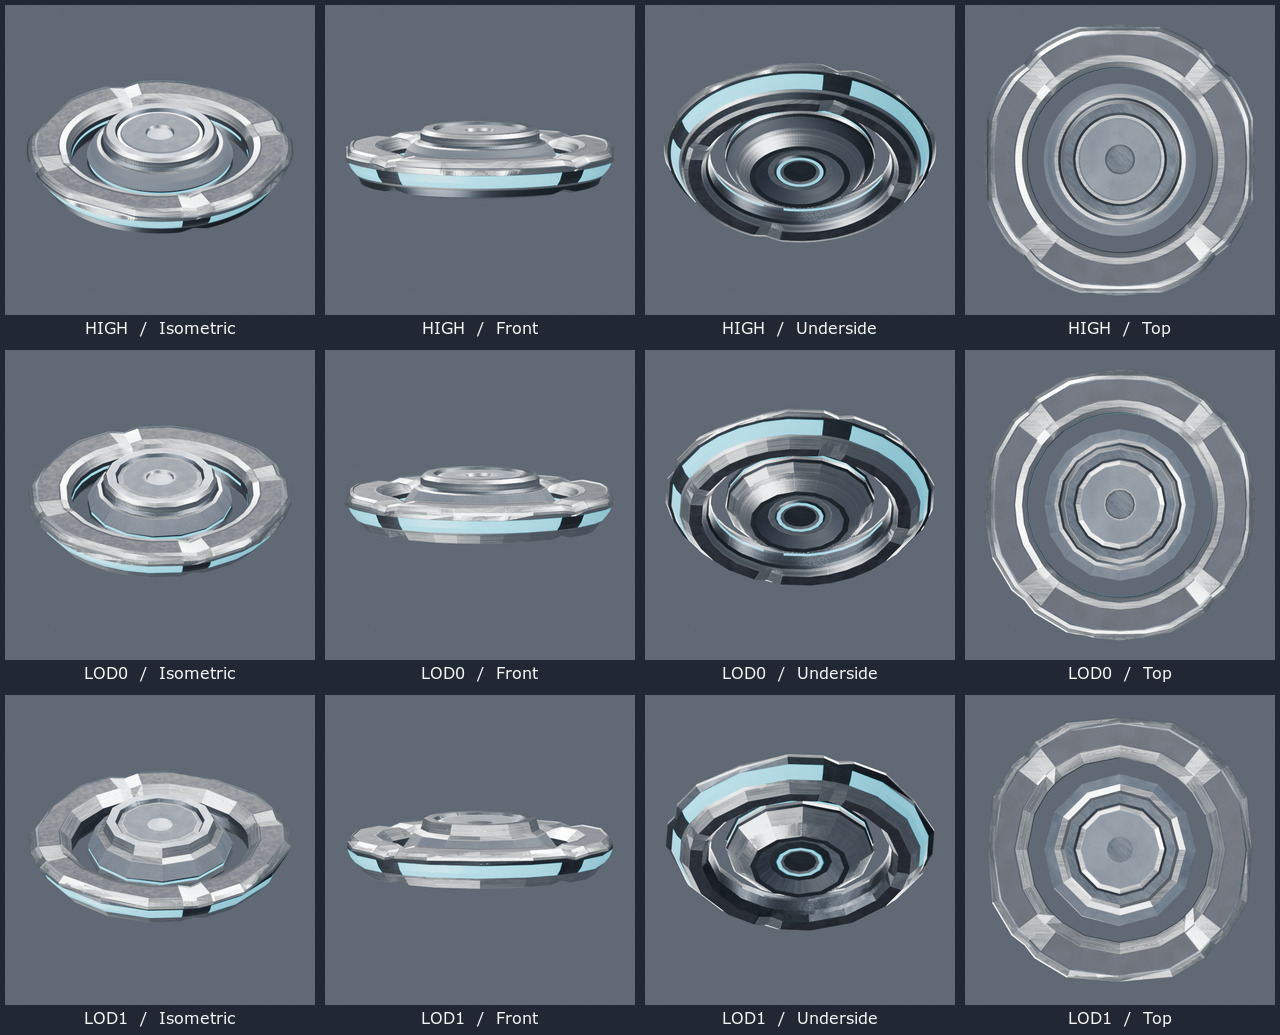 HIGH / Isometric
HIGH / Front
HIGH / Underside
HIGH / Top
LOD0 / Isometric
LOD0 / Front
LOD0 / Underside
LOD0 / Top
LOD1 / Isometric
LOD1 / Front
LOD1 / Underside
LOD1 / Top